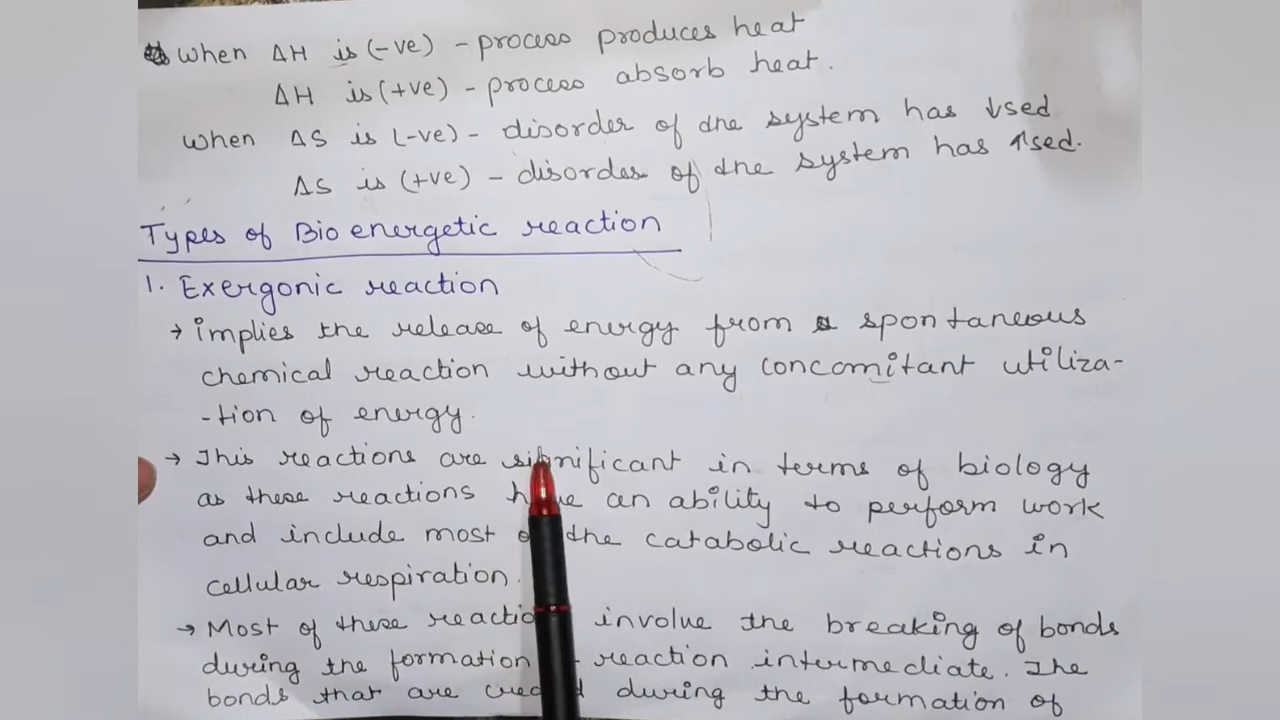 When ΔH is (-ve) - process produces heat
ΔH is (+ve) - process absorb heat.
When ΔS is (-ve) - disorder of the system has ↓sed
ΔS is (+ve) - disorder of the system has ↑sed.
Types of Bioenergetic reaction
1. Exergonic reaction
→ implies the release of energy from spontaneous
chemical reaction without any concomitant utiliza-
-tion of energy.
→ This reactions are significant in terms of biology
as these reactions have an ability to perform work
and include most of the catabolic reactions in
cellular respiration.
→ Most of these reaction involve the breaking of bonds
during the formation reaction intermediate. The
bonds that are created during the formation of